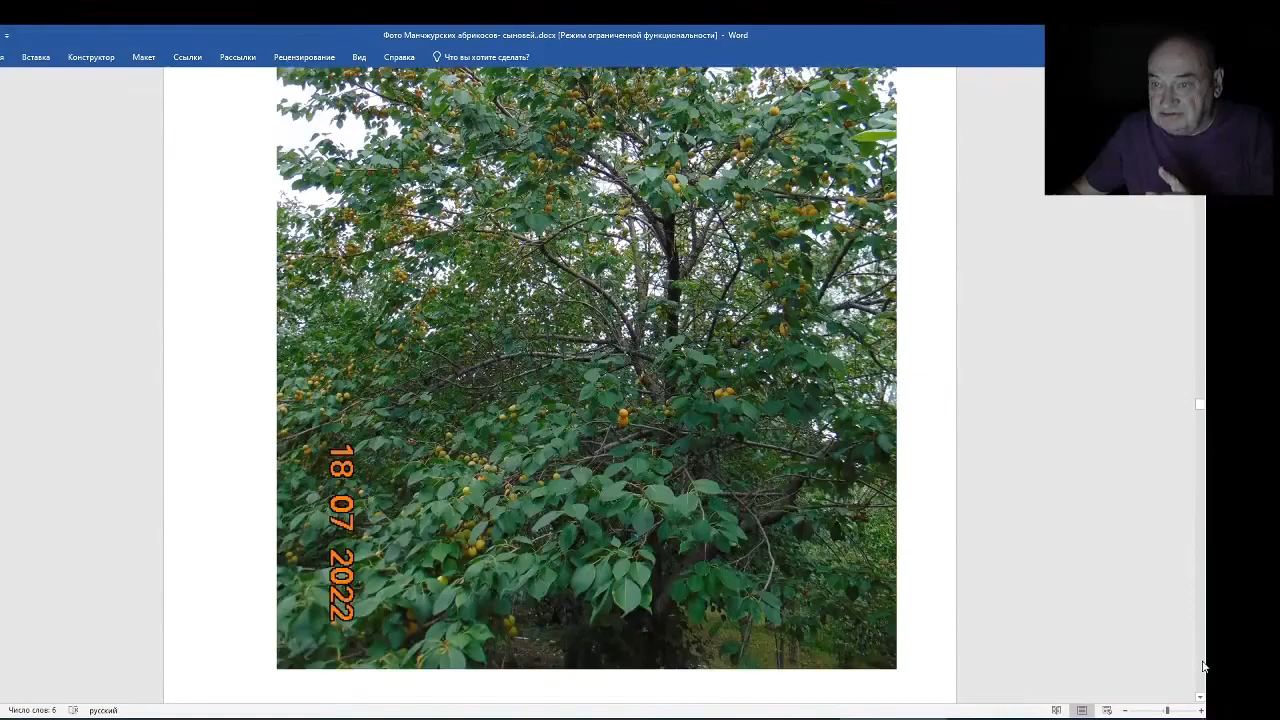 Фото Манчжурских абрикосов- сыновей..docx [Режим ограниченной функциональности] - Word
я Вставка Конструктор Макет Ссылки Рассылки Рецензирование Вид Справка Что вы хотите сделать?
18 07 2022
Число слов: 6 русский